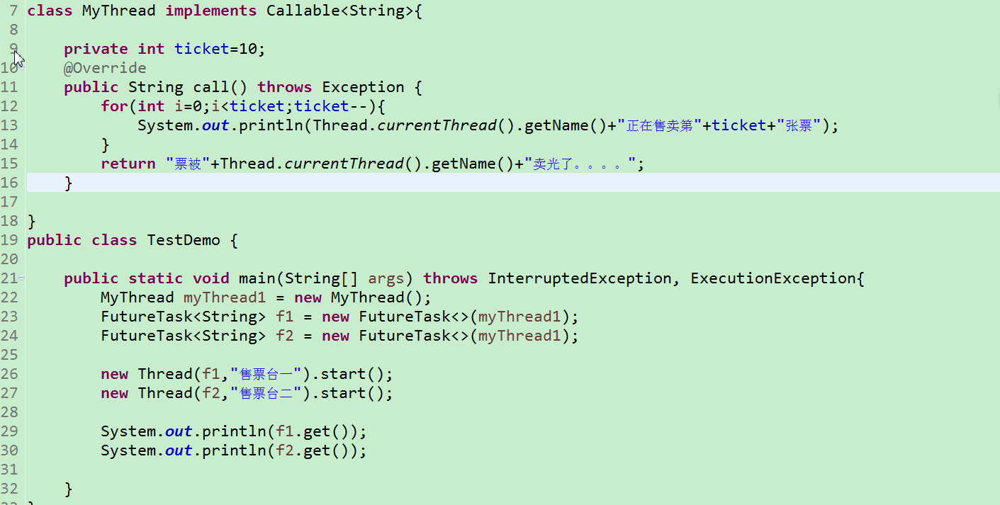 7 class MyThread implements Callable<String>{
8
9     private int ticket=10;
10    @Override
11    public String call() throws Exception {
12        for(int i=0;i<ticket;ticket--){
13            System.out.println(Thread.currentThread().getName()+"正在售卖第"+ticket+"张票");
14        }
15        return "票被"+Thread.currentThread().getName()+"卖光了。。。。";
16    }
17
18 }
19 public class TestDemo {
20
21    public static void main(String[] args) throws InterruptedException, ExecutionException{
22        MyThread myThread1 = new MyThread();
23        FutureTask<String> f1 = new FutureTask<>(myThread1);
24        FutureTask<String> f2 = new FutureTask<>(myThread1);
25
26        new Thread(f1,"售票台一").start();
27        new Thread(f2,"售票台二").start();
28
29        System.out.println(f1.get());
30        System.out.println(f2.get());
31
32    }